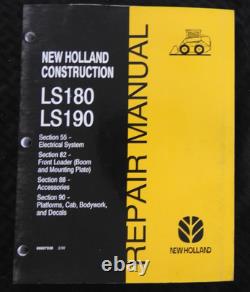 NEW HOLLAND
CONSTRUCTION
LS180
LS190
Section 55 -
Electrical System
Section 82 -
Front Loader (Boom
and Mounting Plate)
Section 88 -
Accessories
Section 90 -
Platforms, Cab, Bodywork,
and Decals
REPAIR MANUAL
NEW HOLLAND